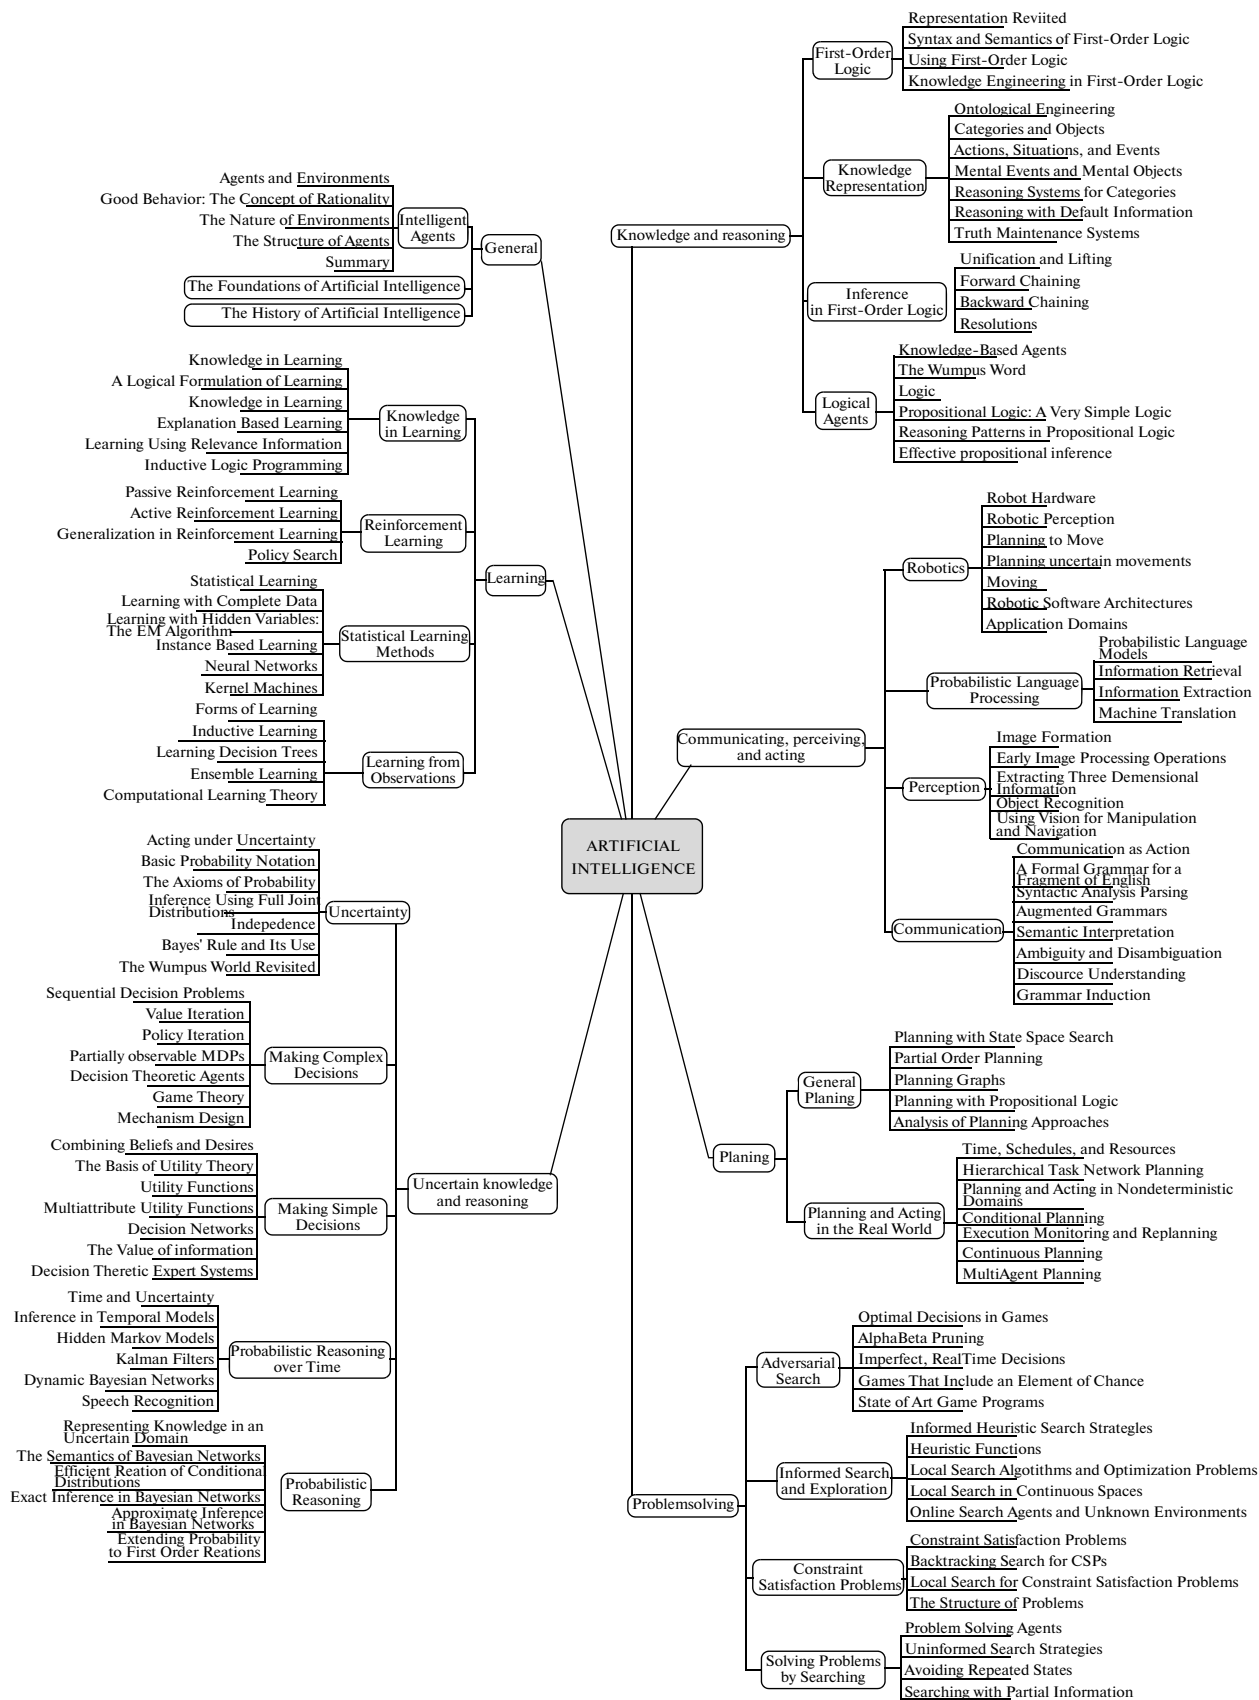 ARTIFICIAL
INTELLIGENCE
General
Intelligent
Agents
Agents and Environments
Good Behavior: The Concept of Rationality
The Nature of Environments
The Structure of Agents
Summary
The Foundations of Artificial Intelligence
The History of Artificial Intelligence
Learning
Knowledge
in Learning
Knowledge in Learning
A Logical Formulation of Learning
Knowledge in Learning
Explanation Based Learning
Learning Using Relevance Information
Inductive Logic Programming
Reinforcement
Learning
Passive Reinforcement Learning
Active Reinforcement Learning
Generalization in Reinforcement Learning
Policy Search
Statistical Learning
Methods
Statistical Learning
Learning with Complete Data
Learning with Hidden Variables:
The EM Algorithm
Instance Based Learning
Neural Networks
Kernel Machines
Learning from
Observations
Forms of Learning
Inductive Learning
Learning Decision Trees
Ensemble Learning
Computational Learning Theory
Uncertain knowledge
and reasoning
Uncertainty
Acting under Uncertainty
Basic Probability Notation
The Axioms of Probability
Inference Using Full Joint
Distributions
Indepedence
Bayes' Rule and Its Use
The Wumpus World Revisited
Making Complex
Decisions
Sequential Decision Problems
Value Iteration
Policy Iteration
Partially observable MDPs
Decision Theoretic Agents
Game Theory
Mechanism Design
Making Simple
Decisions
Combining Beliefs and Desires
The Basis of Utility Theory
Utility Functions
Multiattribute Utility Functions
Decision Networks
The Value of information
Decision Theretic Expert Systems
Probabilistic Reasoning
over Time
Time and Uncertainty
Inference in Temporal Models
Hidden Markov Models
Kalman Filters
Dynamic Bayesian Networks
Speech Recognition
Probabilistic
Reasoning
Representing Knowledge in an
Uncertain Domain
The Semantics of Bayesian Networks
Efficient Reation of Conditional
Distributions
Exact Inference in Bayesian Networks
Approximate Inference
in Bayesian Networks
Extending Probability
to First Order Reations
Knowledge and reasoning
First-Order
Logic
Representation Reviited
Syntax and Semantics of First-Order Logic
Using First-Order Logic
Knowledge Engineering in First-Order Logic
Knowledge
Representation
Ontological Engineering
Categories and Objects
Actions, Situations, and Events
Mental Events and Mental Objects
Reasoning Systems for Categories
Reasoning with Default Information
Truth Maintenance Systems
Inference
in First-Order Logic
Unification and Lifting
Forward Chaining
Backward Chaining
Resolutions
Logical
Agents
Knowledge-Based Agents
The Wumpus Word
Logic
Propositional Logic: A Very Simple Logic
Reasoning Patterns in Propositional Logic
Effective propositional inference
Communicating, perceiving,
and acting
Robotics
Robot Hardware
Robotic Perception
Planning to Move
Planning uncertain movements
Moving
Robotic Software Architectures
Application Domains
Probabilistic Language
Processing
Probabilistic Language
Models
Information Retrieval
Information Extraction
Machine Translation
Perception
Image Formation
Early Image Processing Operations
Extracting Three Demensional
Information
Object Recognition
Using Vision for Manipulation
and Navigation
Communication
Communication as Action
A Formal Grammar for a
Fragment of English
Syntactic Analysis Parsing
Augmented Grammars
Semantic Interpretation
Ambiguity and Disambiguation
Discource Understanding
Grammar Induction
Planing
General
Planing
Planning with State Space Search
Partial Order Planning
Planning Graphs
Planning with Propositional Logic
Analysis of Planning Approaches
Planning and Acting
in the Real World
Time, Schedules, and Resources
Hierarchical Task Network Planning
Planning and Acting in Nondeterministic
Domains
Conditional Planning
Execution Monitoring and Replanning
Continuous Planning
MultiAgent Planning
Problemsolving
Adversarial
Search
Optimal Decisions in Games
AlphaBeta Pruning
Imperfect, RealTime Decisions
Games That Include an Element of Chance
State of Art Game Programs
Informed Search
and Exploration
Informed Heuristic Search Strategles
Heuristic Functions
Local Search Algotithms and Optimization Problems
Local Search in Continuous Spaces
Online Search Agents and Unknown Environments
Constraint
Satisfaction Problems
Constraint Satisfaction Problems
Backtracking Search for CSPs
Local Search for Constraint Satisfaction Problems
The Structure of Problems
Solving Problems
by Searching
Problem Solving Agents
Uninformed Search Strategies
Avoiding Repeated States
Searching with Partial Information